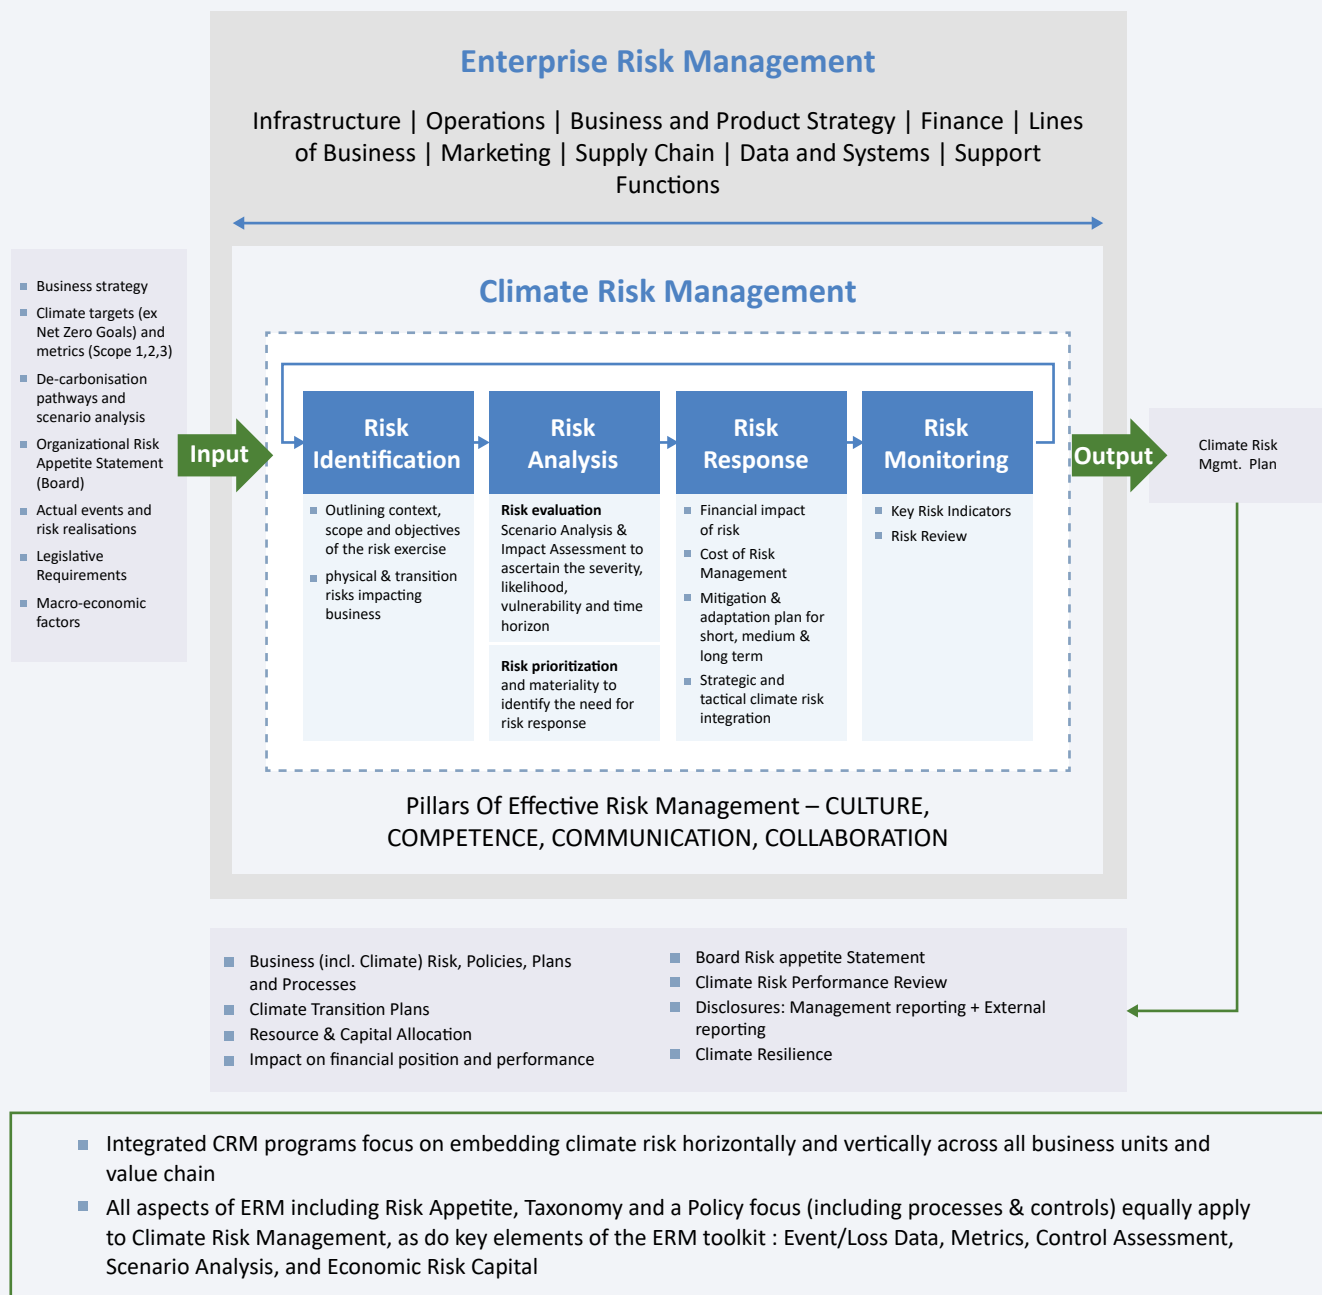 Enterprise Risk Management
Infrastructure | Operations | Business and Product Strategy | Finance | Lines
of Business | Marketing | Supply Chain | Data and Systems | Support
Functions
Business strategy
Climate targets (ex
Net Zero Goals) and
metrics (Scope 1,2,3)
De-carbonisation
pathways and
scenario analysis
Organizational Risk
Appetite Statement
(Board)
Actual events and
risk realisations
Legislative
Requirements
Macro-economic
factors
Input
Climate Risk Management
Risk
Identification
Outlining context,
scope and objectives
of the risk exercise
physical & transition
risks impacting
business
Risk
Analysis
Risk evaluation
Scenario Analysis &
Impact Assessment to
ascertain the severity,
likelihood,
vulnerability and time
horizon
Risk prioritization
and materiality to
identify the need for
risk response
Risk
Response
Financial impact
of risk
Cost of Risk
Management
Mitigation &
adaptation plan for
short, medium &
long term
Strategic and
tactical climate risk
integration
Risk
Monitoring
Key Risk Indicators
Risk Review
Output
Climate Risk
Mgmt. Plan
Pillars Of Effective Risk Management – CULTURE,
COMPETENCE, COMMUNICATION, COLLABORATION
Business (incl. Climate) Risk, Policies, Plans
and Processes
Climate Transition Plans
Resource & Capital Allocation
Impact on financial position and performance
Board Risk appetite Statement
Climate Risk Performance Review
Disclosures: Management reporting + External
reporting
Climate Resilience
Integrated CRM programs focus on embedding climate risk horizontally and vertically across all business units and
value chain
All aspects of ERM including Risk Appetite, Taxonomy and a Policy focus (including processes & controls) equally apply
to Climate Risk Management, as do key elements of the ERM toolkit : Event/Loss Data, Metrics, Control Assessment,
Scenario Analysis, and Economic Risk Capital